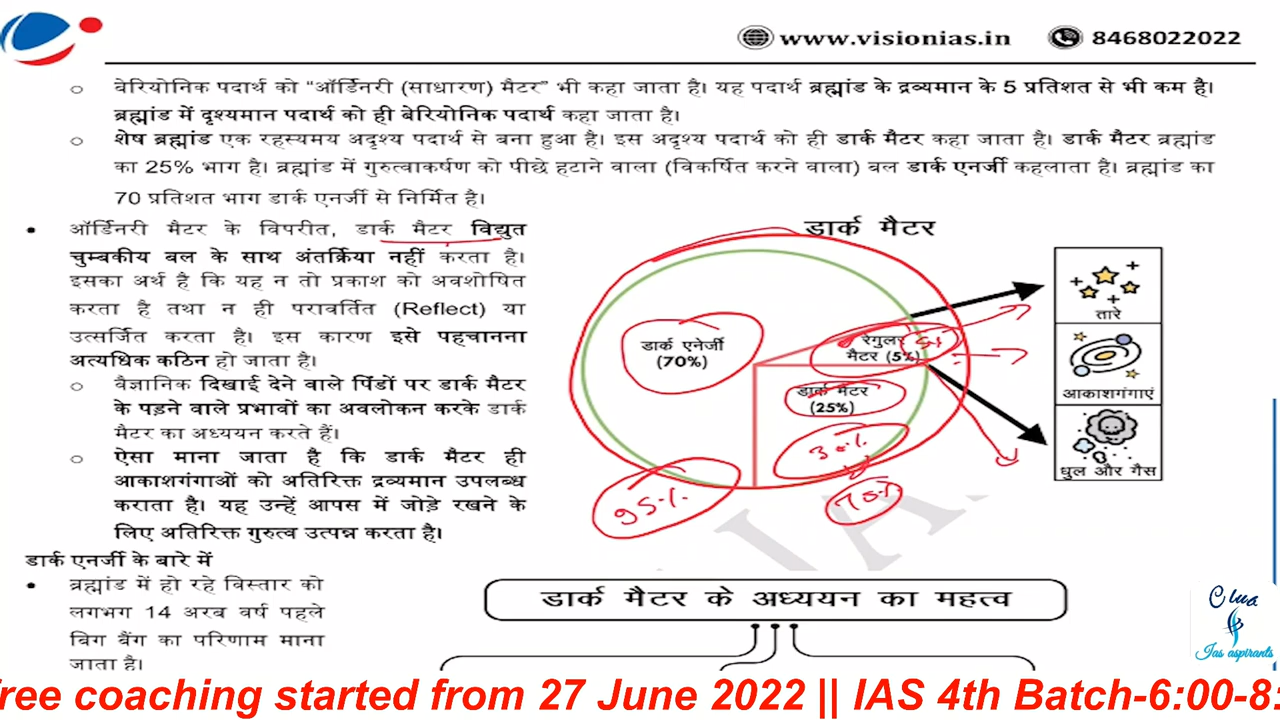 www.visionias.in 8468022022
○ बेरियोनिक पदार्थ को "ऑर्डिनरी (साधारण) मैटर" भी कहा जाता है। यह पदार्थ ब्रह्मांड के द्रव्यमान के 5 प्रतिशत से भी कम है।
ब्रह्मांड में दृश्यमान पदार्थ को ही बेरियोनिक पदार्थ कहा जाता है।
○ शेष ब्रह्मांड एक रहस्यमय अदृश्य पदार्थ से बना हुआ है। इस अदृश्य पदार्थ को ही डार्क मैटर कहा जाता है। डार्क मैटर ब्रह्मांड
का 25% भाग है। ब्रह्मांड में गुरुत्वाकर्षण को पीछे हटाने वाला (विकर्षित करने वाला) बल डार्क एनर्जी कहलाता है। ब्रह्मांड का
70 प्रतिशत भाग डार्क एनर्जी से निर्मित है।
• ऑर्डिनरी मैटर के विपरीत, डार्क मैटर विद्युत
चुम्बकीय बल के साथ अंतर्क्रिया नहीं करता है।
इसका अर्थ है कि यह न तो प्रकाश को अवशोषित
करता है तथा न ही परावर्तित (Reflect) या
उत्सर्जित करता है। इस कारण इसे पहचानना
अत्यधिक कठिन हो जाता है।
○ वैज्ञानिक दिखाई देने वाले पिंडों पर डार्क मैटर
के पड़ने वाले प्रभावों का अवलोकन करके डार्क
मैटर का अध्ययन करते हैं।
○ ऐसा माना जाता है कि डार्क मैटर ही
आकाशगंगाओं को अतिरिक्त द्रव्यमान उपलब्ध
कराता है। यह उन्हें आपस में जोड़े रखने के
लिए अतिरिक्त गुरुत्व उत्पन्न करता है।
डार्क मैटर
डार्क एनेर्जी
(70%)
रेगुलर
मैटर (5%)
डार्क मैटर
(25%)
30%
95%
तारे
आकाशगंगाएं
धूल और गैस
डार्क एनर्जी के बारे में
• ब्रह्मांड में हो रहे विस्तार को
लगभग 14 अरब वर्ष पहले
बिग बैंग का परिणाम माना
जाता है।
डार्क मैटर के अध्ययन का महत्व
Ias aspirants
free coaching started from 27 June 2022 || IAS 4th Batch-6:00-8: